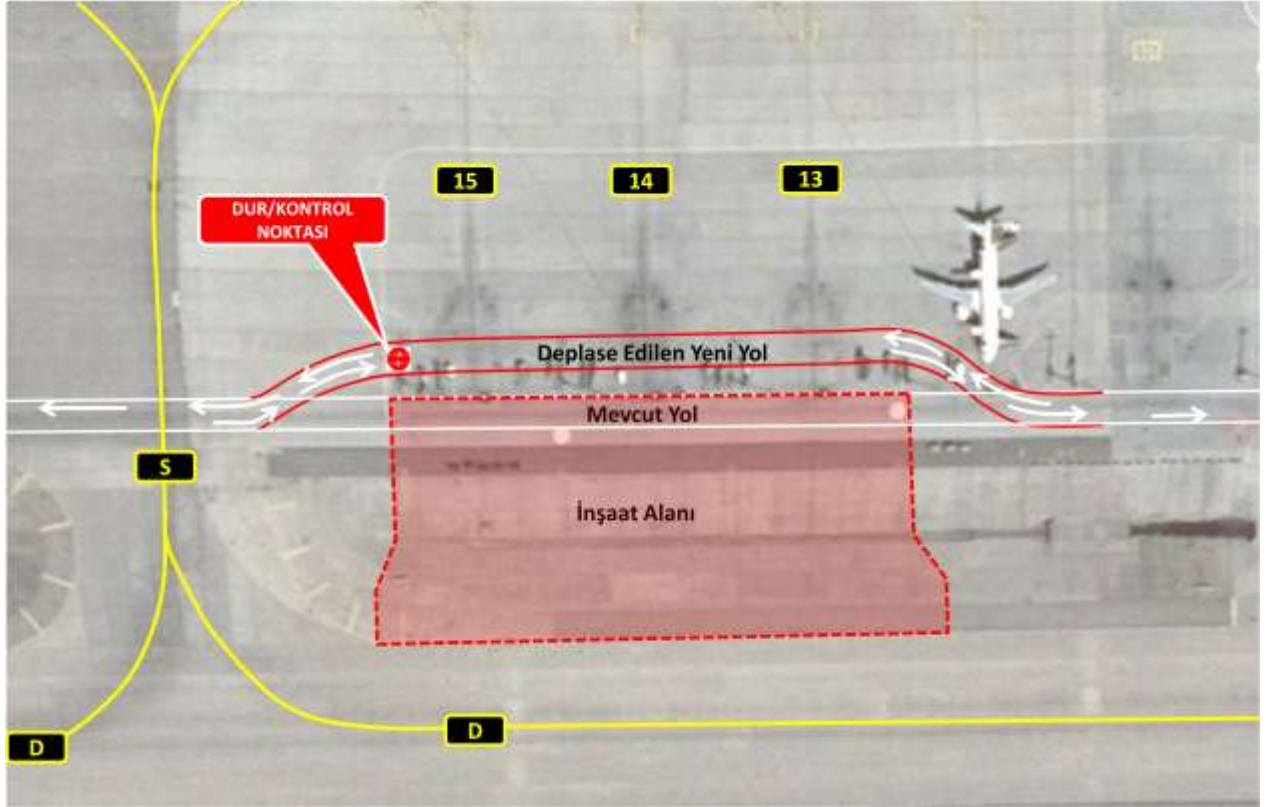 15
14
13
DUR/KONTROL
NOKTASI
Deplase Edilen Yeni Yol
Mevcut Yol
S
İnşaat Alanı
D
D